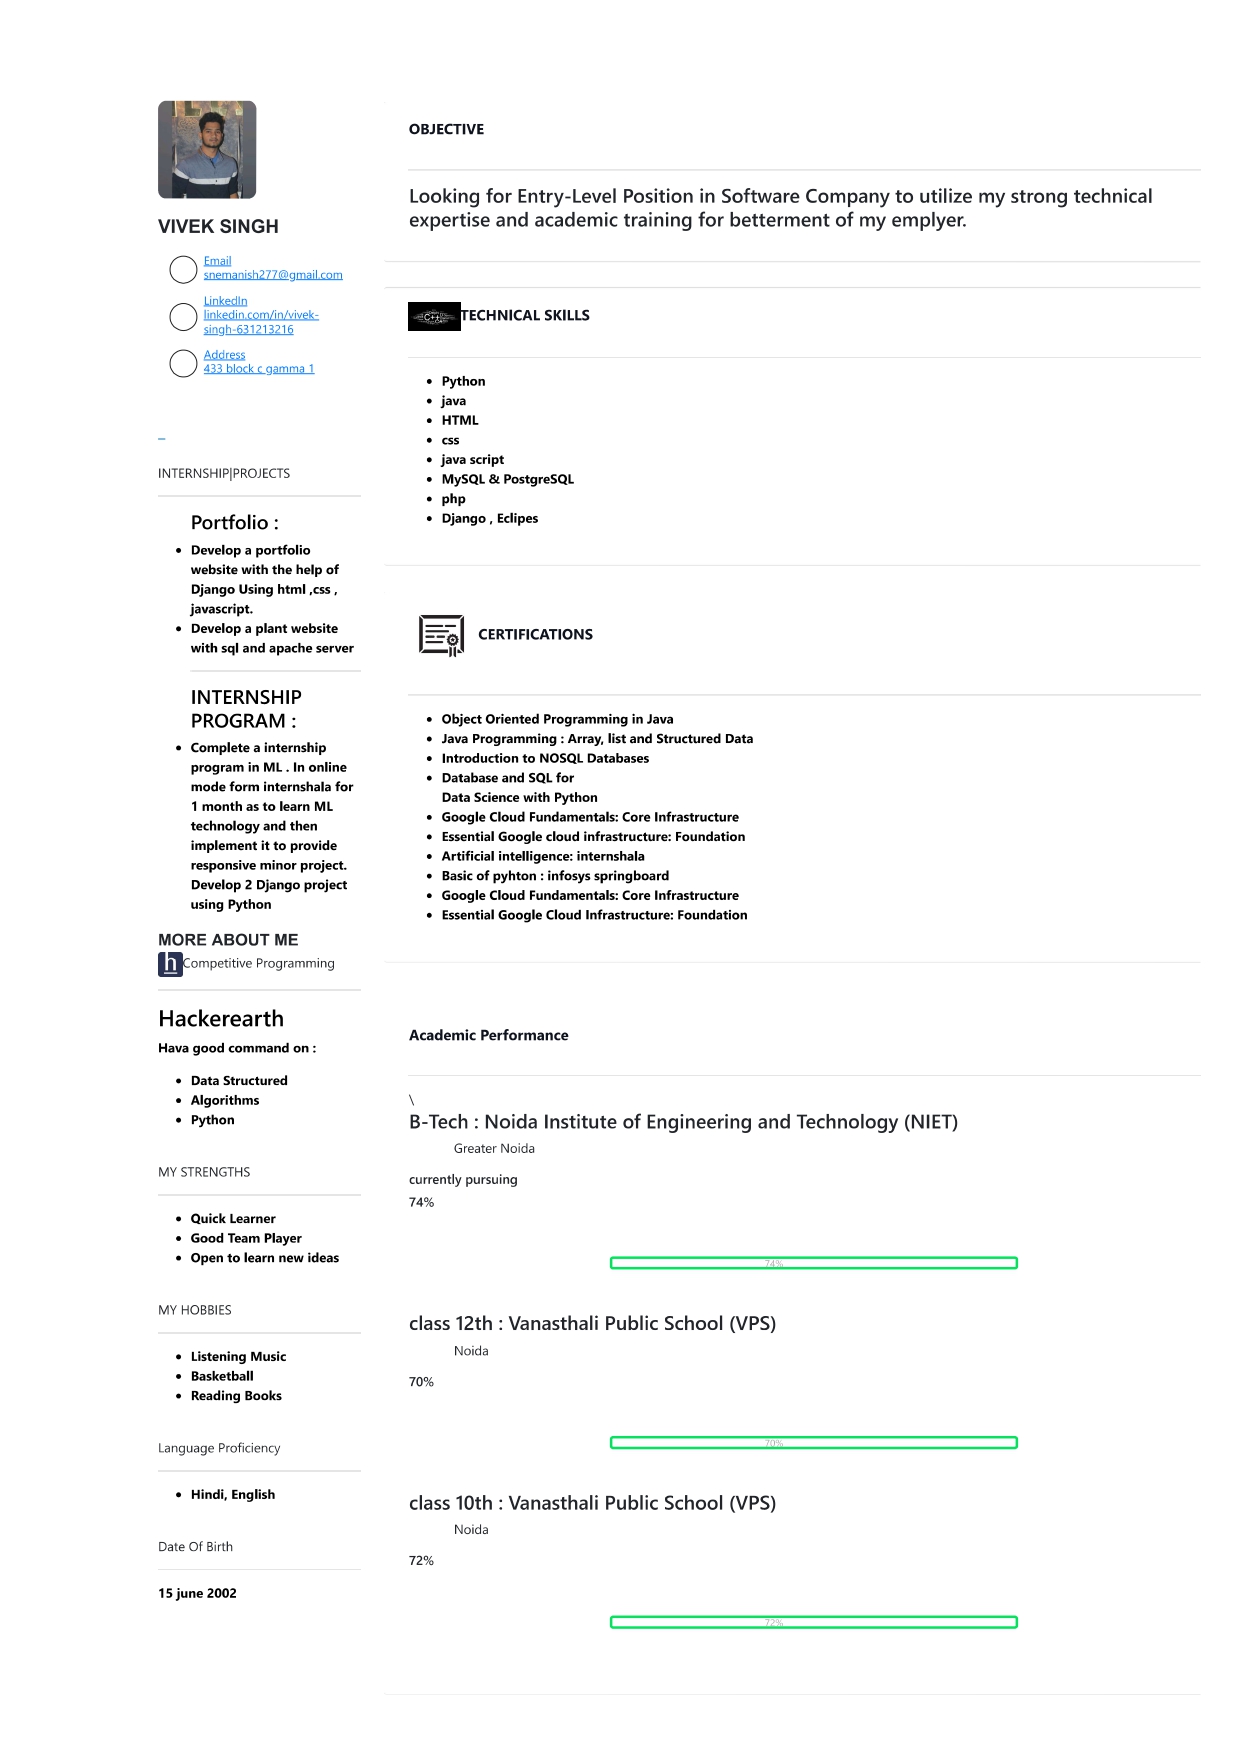 VIVEK SINGH
Email
snemanish277@gmail.com
LinkedIn
linkedin.com/in/vivek-
singh-631213216
Address
433 block c gamma 1
INTERNSHIP|PROJECTS
Portfolio :
Develop a portfolio
website with the help of
Django Using html ,css ,
javascript.
Develop a plant website
with sql and apache server
INTERNSHIP
PROGRAM :
Complete a internship
program in ML . In online
mode form internshala for
1 month as to learn ML
technology and then
implement it to provide
responsive minor project.
Develop 2 Django project
using Python
MORE ABOUT ME
h Competitive Programming
Hackerearth
Hava good command on :
Data Structured
Algorithms
Python
MY STRENGTHS
Quick Learner
Good Team Player
Open to learn new ideas
MY HOBBIES
Listening Music
Basketball
Reading Books
Language Proficiency
Hindi, English
Date Of Birth
15 june 2002
OBJECTIVE
Looking for Entry-Level Position in Software Company to utilize my strong technical
expertise and academic training for betterment of my emplyer.
C++ TECHNICAL SKILLS
Python
java
HTML
css
java script
MySQL & PostgreSQL
php
Django , Eclipes
CERTIFICATIONS
Object Oriented Programming in Java
Java Programming : Array, list and Structured Data
Introduction to NOSQL Databases
Database and SQL for
Data Science with Python
Google Cloud Fundamentals: Core Infrastructure
Essential Google cloud infrastructure: Foundation
Artificial intelligence: internshala
Basic of pyhton : infosys springboard
Google Cloud Fundamentals: Core Infrastructure
Essential Google Cloud Infrastructure: Foundation
Academic Performance
\
B-Tech : Noida Institute of Engineering and Technology (NIET)
Greater Noida
currently pursuing
74%
74%
class 12th : Vanasthali Public School (VPS)
Noida
70%
70%
class 10th : Vanasthali Public School (VPS)
Noida
72%
72%